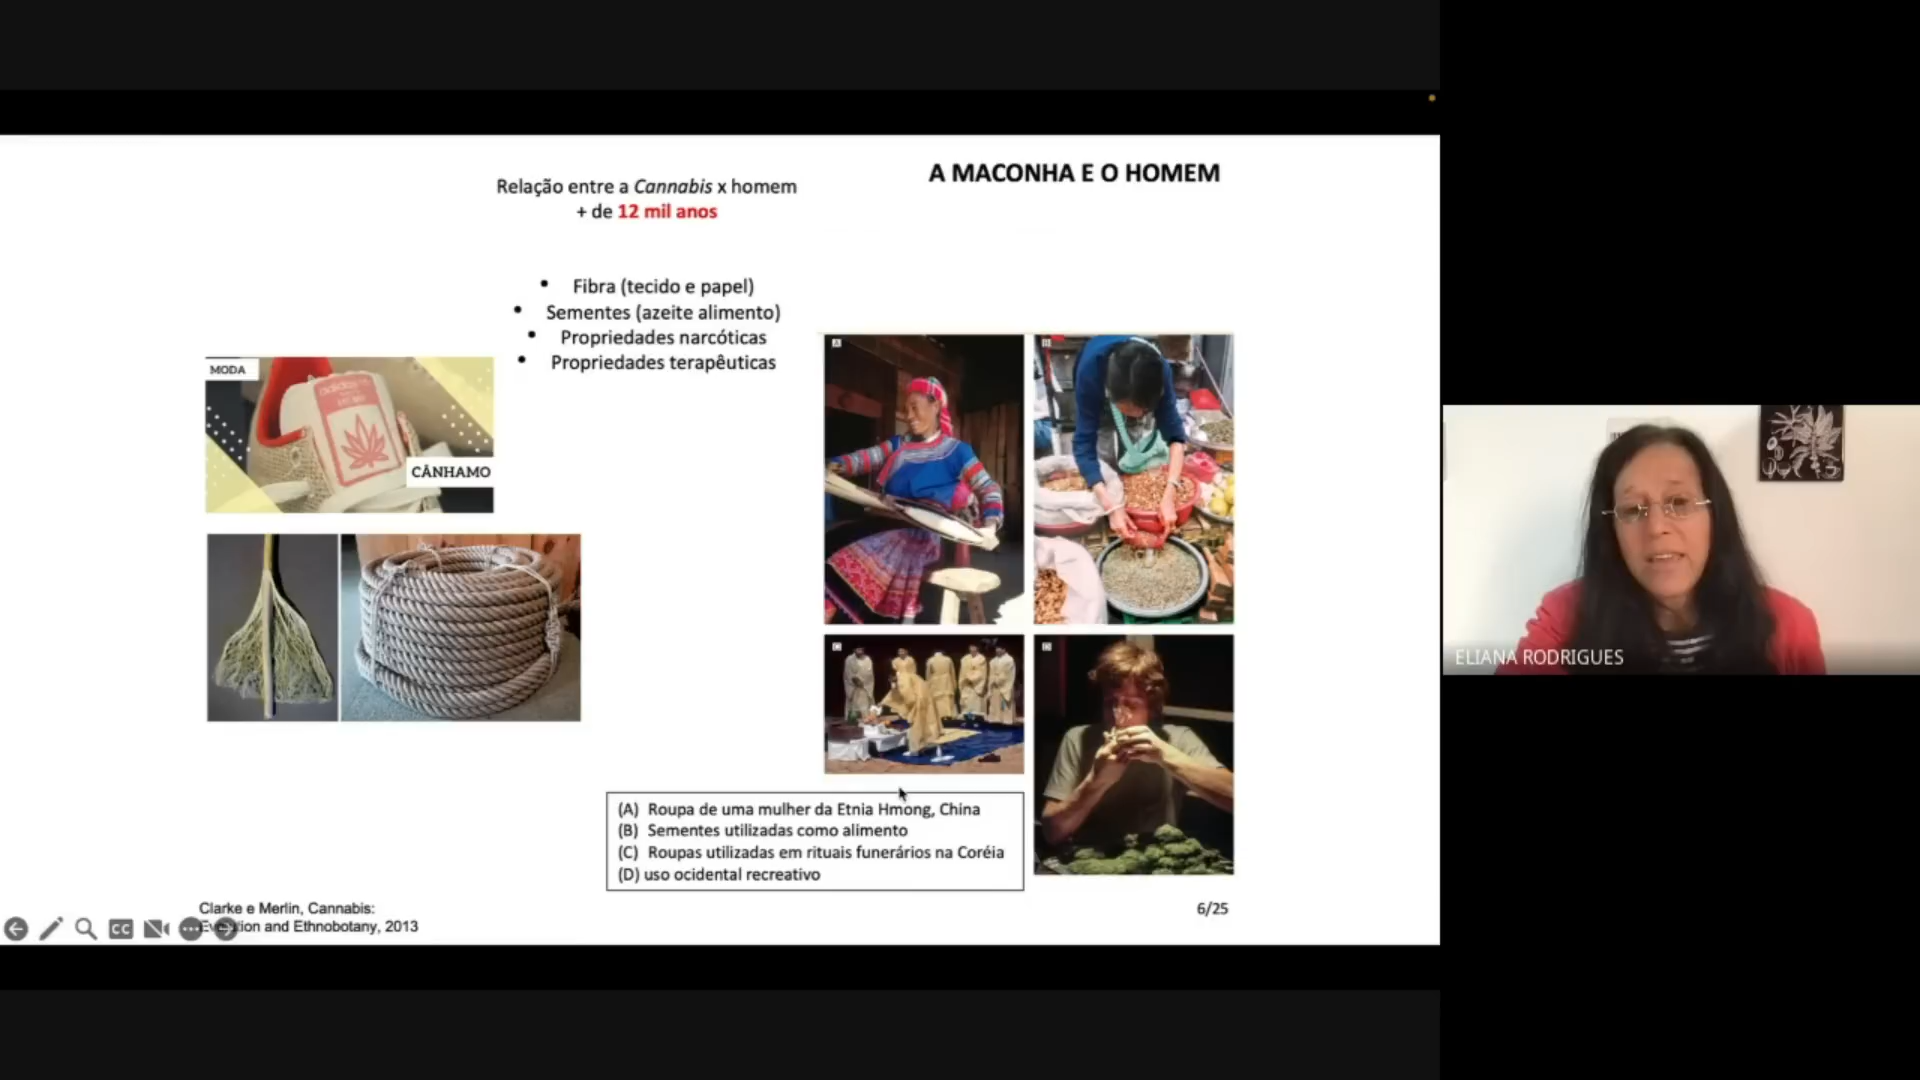 A MACONHA E O HOMEM
Relação entre a Cannabis x homem
+ de 12 mil anos
• Fibra (tecido e papel)
• Sementes (azeite alimento)
• Propriedades narcóticas
• Propriedades terapêuticas
MODA
adidas
CÂNHAMO
A
B
C
D
(A) Roupa de uma mulher da Etnia Hmong, China
(B) Sementes utilizadas como alimento
(C) Roupas utilizadas em rituais funerários na Coréia
(D) uso ocidental recreativo
Clarke e Merlin, Cannabis:
and Ethnobotany, 2013
6/25
CC
ELIANA RODRIGUES